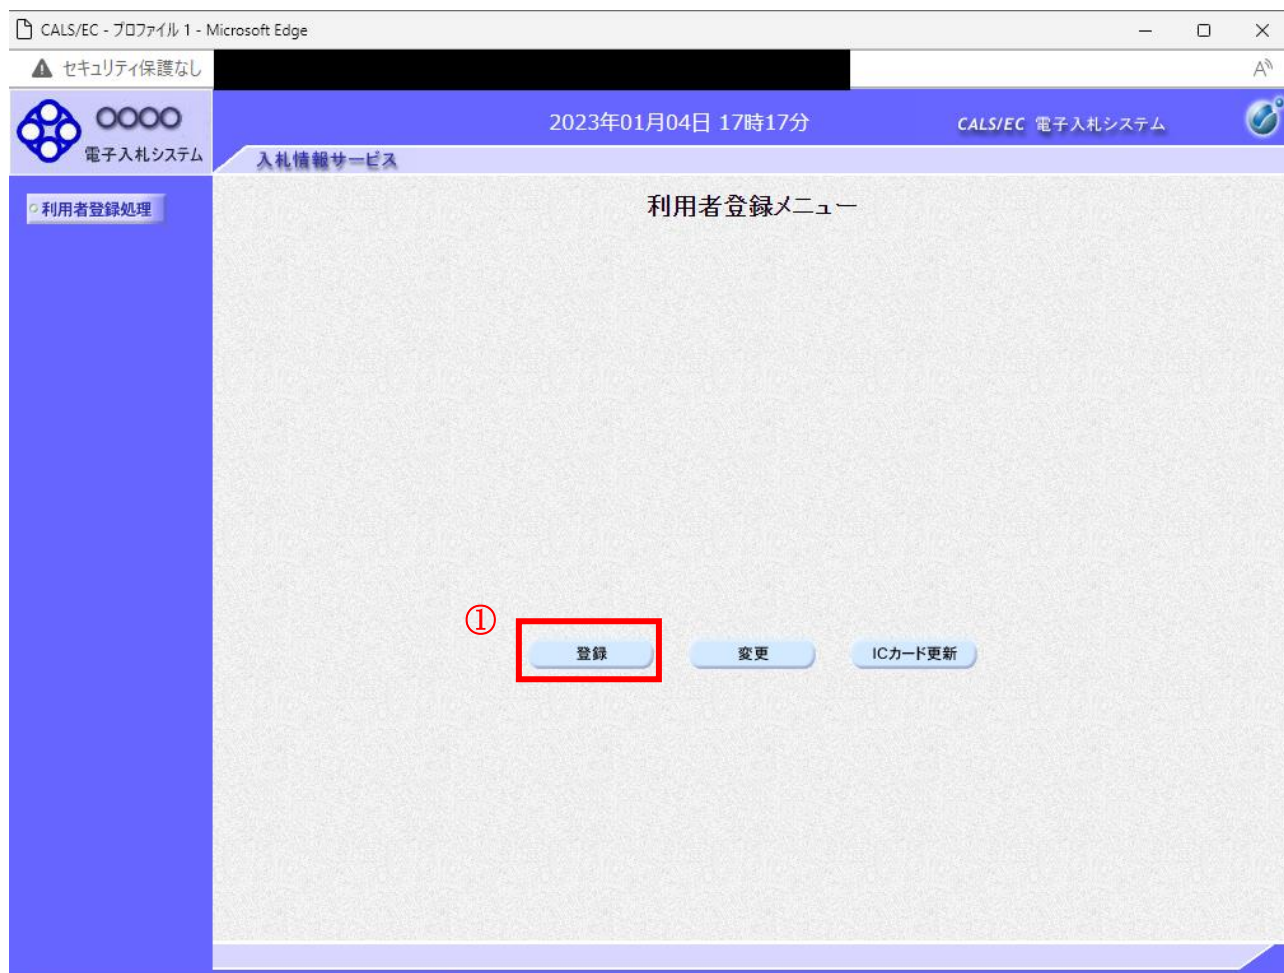 CALS/EC - プロファイル 1 - Microsoft Edge
セキュリティ保護なし
○○○○
電子入札システム
2023年01月04日 17時17分
CALS/EC 電子入札システム
入札情報サービス
利用者登録処理
利用者登録メニュー
①
登録 変更 ICカード更新